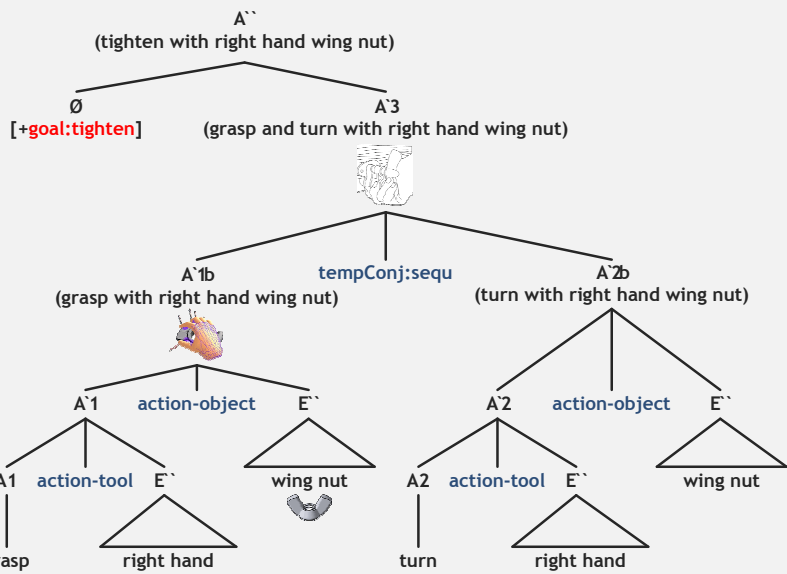 A``
(tighten with right hand wing nut)
Ø
A`3
[+goal:tighten]
(grasp and turn with right hand wing nut)
A`1b
tempConj:sequ
A`2b
(grasp with right hand wing nut)
(turn with right hand wing nut)
A`1
action-object
E``
A`2
action-object
E``
A1
action-tool
E``
wing nut
A2
action-tool
E``
wing nut
rasp
right hand
turn
right hand